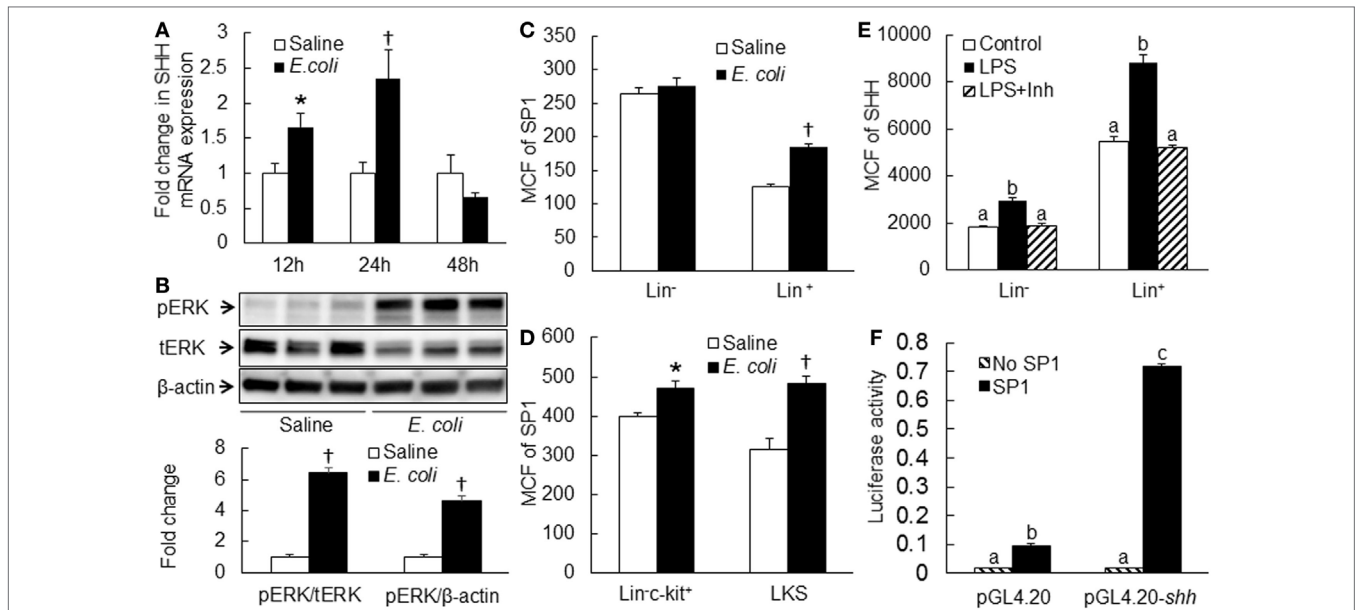 A
Fold change in SHH
mRNA expression
3
2.5
2
1.5
1
0.5
0
Saline
E.coli
*
†
12h
24h
48h
B
pERK
tERK
β-actin
Saline
E. coli
Fold change
8
6
4
2
0
Saline
E. coli
†
†
pERK/tERK
pERK/β-actin
C
MCF of SP1
350
300
250
200
150
100
50
0
Saline
E. coli
†
Lin-
Lin +
D
MCF of SP1
600
500
400
300
200
100
0
Saline
E. coli
*
†
Lin-c-kit+
LKS
E
MCF of SHH
10000
8000
6000
4000
2000
0
Control
LPS
LPS+Inh
a
b
a
a
b
a
Lin-
Lin+
F
Luciferase activity
0.8
0.7
0.6
0.5
0.4
0.3
0.2
0.1
0
No SP1
SP1
a
b
a
c
pGL4.20
pGL4.20-shh